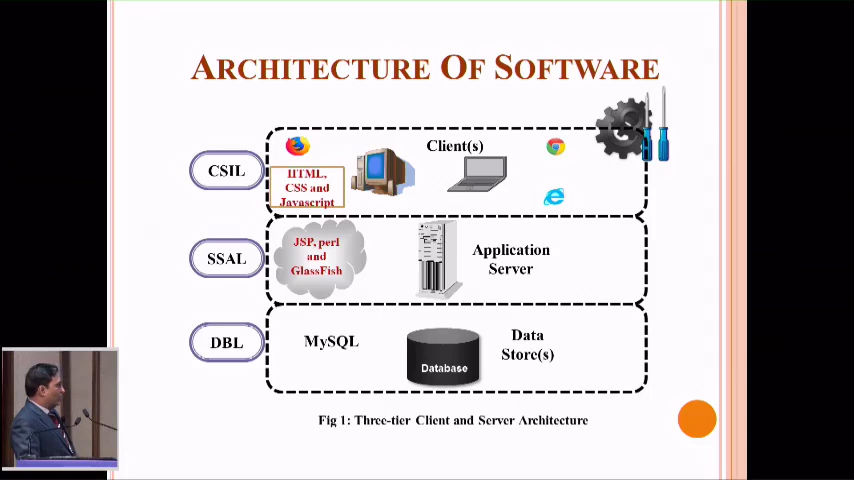 ARCHITECTURE OF SOFTWARE
CSIL
Client(s)
HTML,
CSS and
Javascript
SSAL
JSP, perl
and
GlassFish
Application
Server
DBL
MySQL
Database
Data
Store(s)
Fig 1: Three-tier Client and Server Architecture